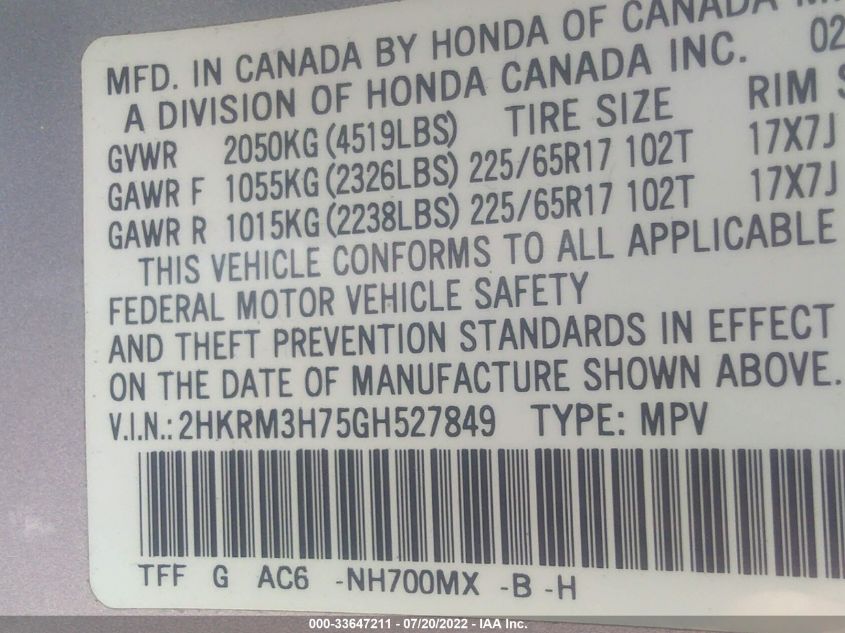 MFD. IN CANADA BY HONDA OF CANADA
A DIVISION OF HONDA CANADA INC. 02
TIRE SIZE RIM
GVWR 2050KG (4519LBS)
GAWR F 1055KG (2326LBS) 225/65R17 102T 17X7J
GAWR R 1015KG (2238LBS) 225/65R17 102T 17X7J
THIS VEHICLE CONFORMS TO ALL APPLICABLE
FEDERAL MOTOR VEHICLE SAFETY
AND THEFT PREVENTION STANDARDS IN EFFECT
ON THE DATE OF MANUFACTURE SHOWN ABOVE.
V.I.N.: 2HKRM3H75GH527849 TYPE: MPV
TFF G AC6 -NH700MX -B -H
000-33647211 - 07/20/2022 - IAA Inc.